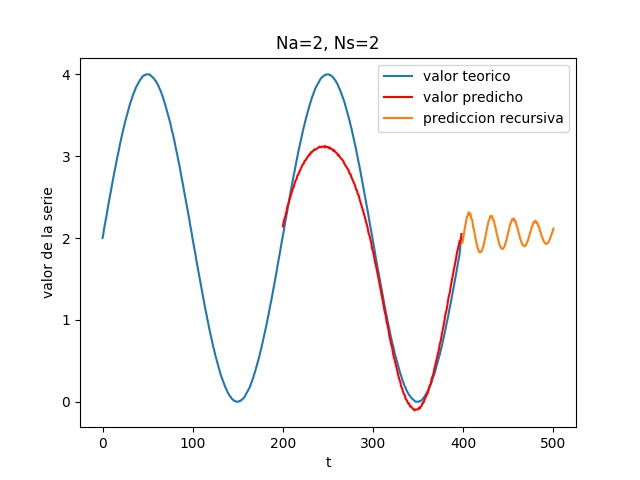 Na=2, Ns=2
valor teorico
valor predicho
prediccion recursiva
valor de la serie
4
3
2
1
0
0 100 200 300 400 500
t